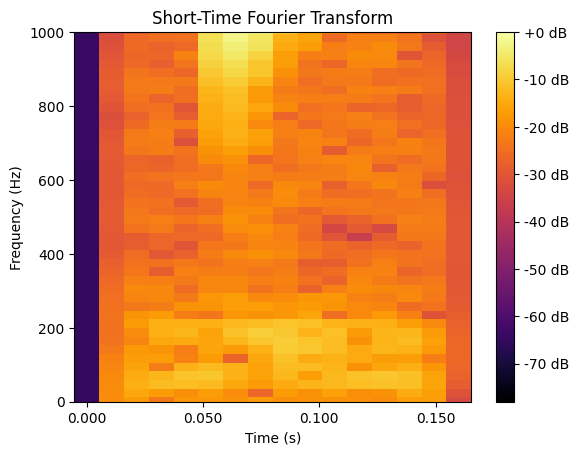 Short-Time Fourier Transform
1000
800
600
400
200
0
Frequency (Hz)
0.000
0.050
0.100
0.150
Time (s)
+0 dB
-10 dB
-20 dB
-30 dB
-40 dB
-50 dB
-60 dB
-70 dB